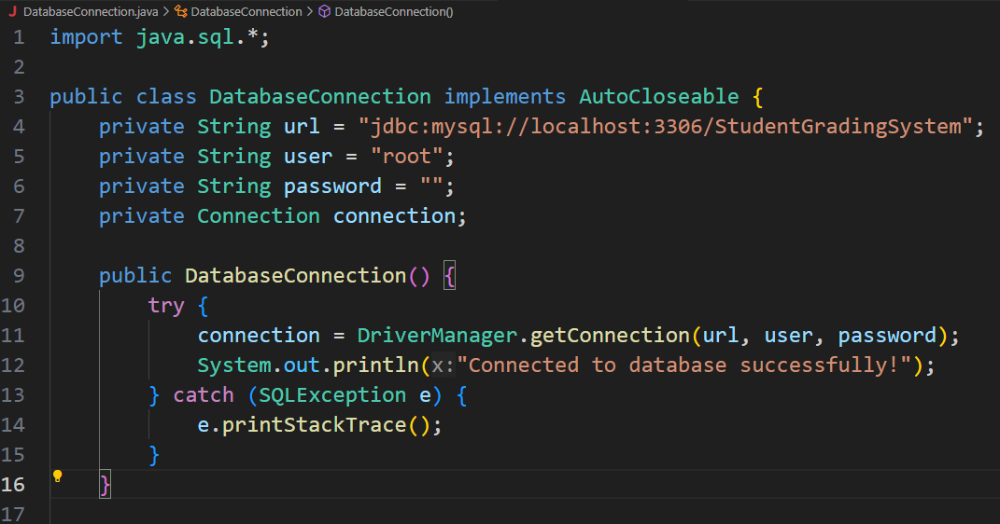 DatabaseConnection.java > DatabaseConnection > DatabaseConnection()
1 import java.sql.*;
2
3 public class DatabaseConnection implements AutoCloseable {
4     private String url = "jdbc:mysql://localhost:3306/StudentGradingSystem";
5     private String user = "root";
6     private String password = "";
7     private Connection connection;
8
9     public DatabaseConnection() {
10         try {
11             connection = DriverManager.getConnection(url, user, password);
12             System.out.println(x:"Connected to database successfully!");
13         } catch (SQLException e) {
14             e.printStackTrace();
15         }
16     }
17